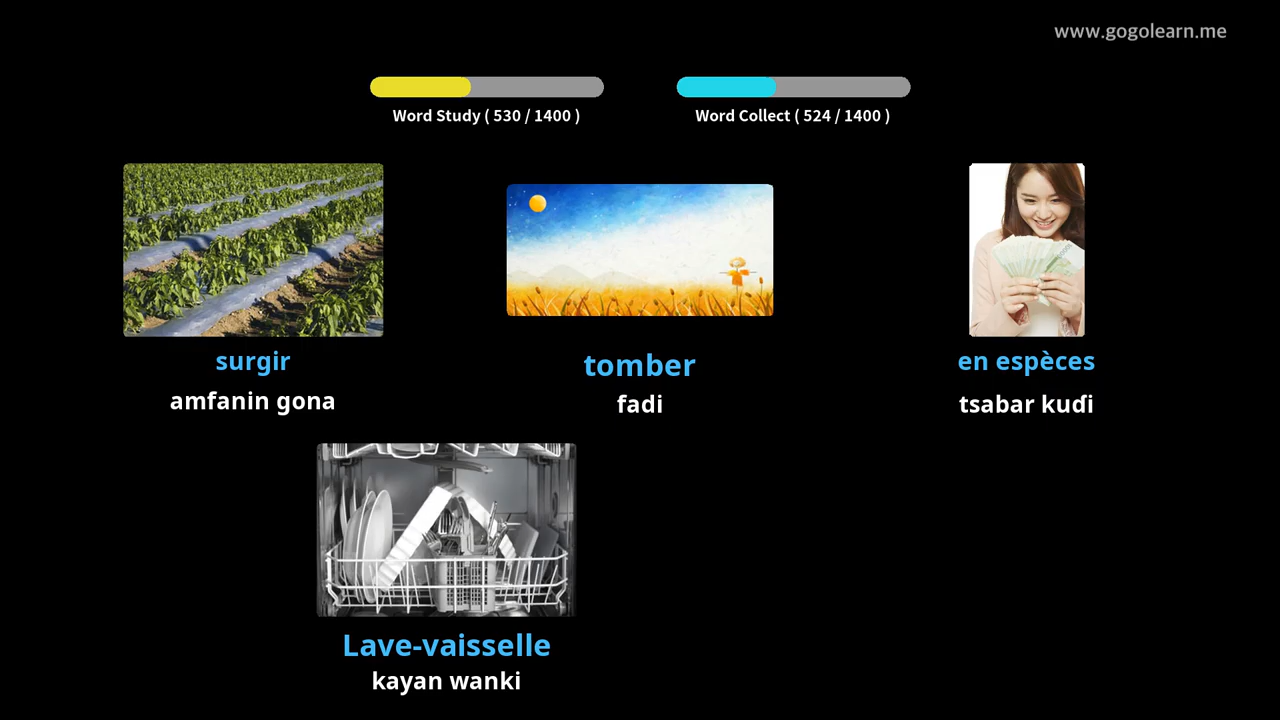 www.gogolearn.me
Word Study ( 530 / 1400 )
Word Collect ( 524 / 1400 )
surgir
tomber
en espèces
amfanin gona
fadi
tsabar kuɗi
Lave-vaisselle
kayan wanki